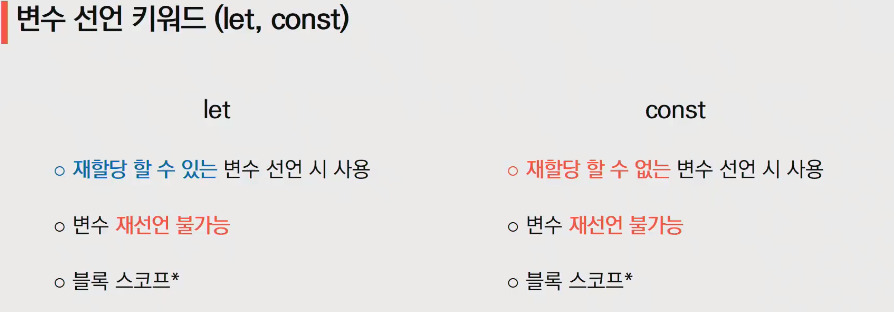 변수 선언 키워드 (let, const)
let
○ 재할당 할 수 있는 변수 선언 시 사용
○ 변수 재선언 불가능
○ 블록 스코프*
const
○ 재할당 할 수 없는 변수 선언 시 사용
○ 변수 재선언 불가능
○ 블록 스코프*